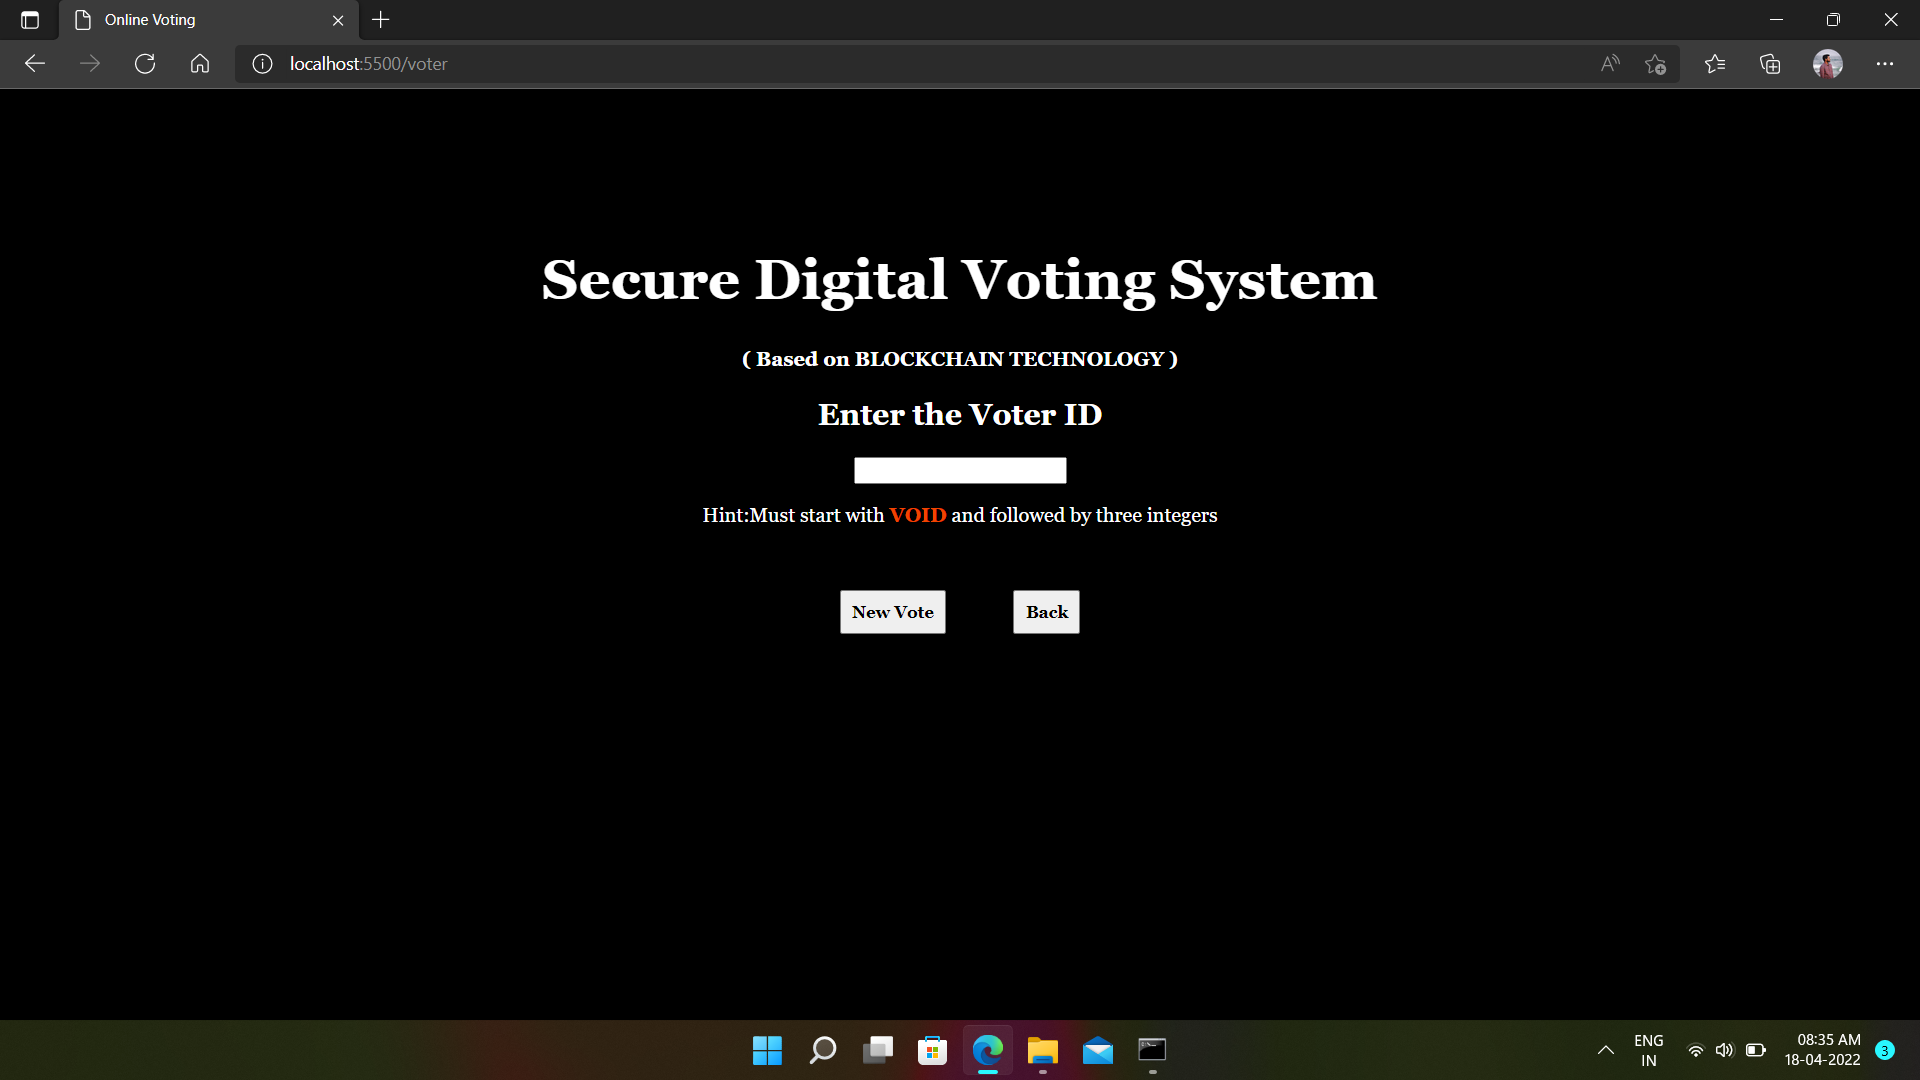 Online Voting
localhost:5500/voter
Secure Digital Voting System
( Based on BLOCKCHAIN TECHNOLOGY )
Enter the Voter ID
Hint:Must start with VOID and followed by three integers
New Vote Back
ENG
IN
08:35 AM
18-04-2022
3